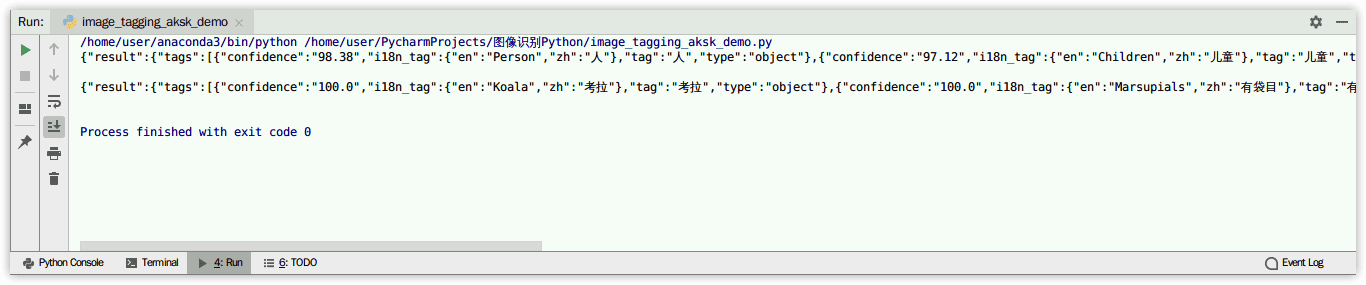 Run: image_tagging_aksk_demo
/home/user/anaconda3/bin/python /home/user/PycharmProjects/图像识别Python/image_tagging_aksk_demo.py
{"result":{"tags":[{"confidence":"98.38","i18n_tag":{"en":"Person","zh":"人"},"tag":"人","type":"object"},{"confidence":"97.12","i18n_tag":{"en":"Children","zh":"儿童"},"tag":"儿童","t
{"result":{"tags":[{"confidence":"100.0","i18n_tag":{"en":"Koala","zh":"考拉"},"tag":"考拉","type":"object"},{"confidence":"100.0","i18n_tag":{"en":"Marsupials","zh":"有袋目"},"tag":"有
Process finished with exit code 0
Python Console Terminal 4: Run 6: TODO Event Log